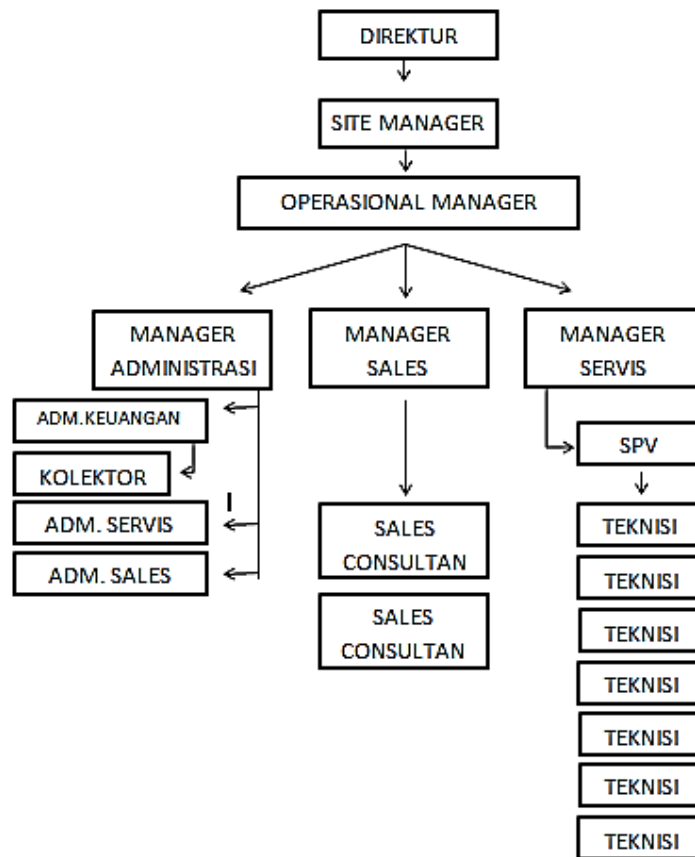 DIREKTUR
SITE MANAGER
OPERASIONAL MANAGER
MANAGER
ADMINISTRASI
MANAGER
SALES
MANAGER
SERVIS
ADM.KEUANGAN
KOLEKTOR
ADM. SERVIS
ADM. SALES
SALES
CONSULTAN
SALES
CONSULTAN
SPV
TEKNISI
TEKNISI
TEKNISI
TEKNISI
TEKNISI
TEKNISI
TEKNISI